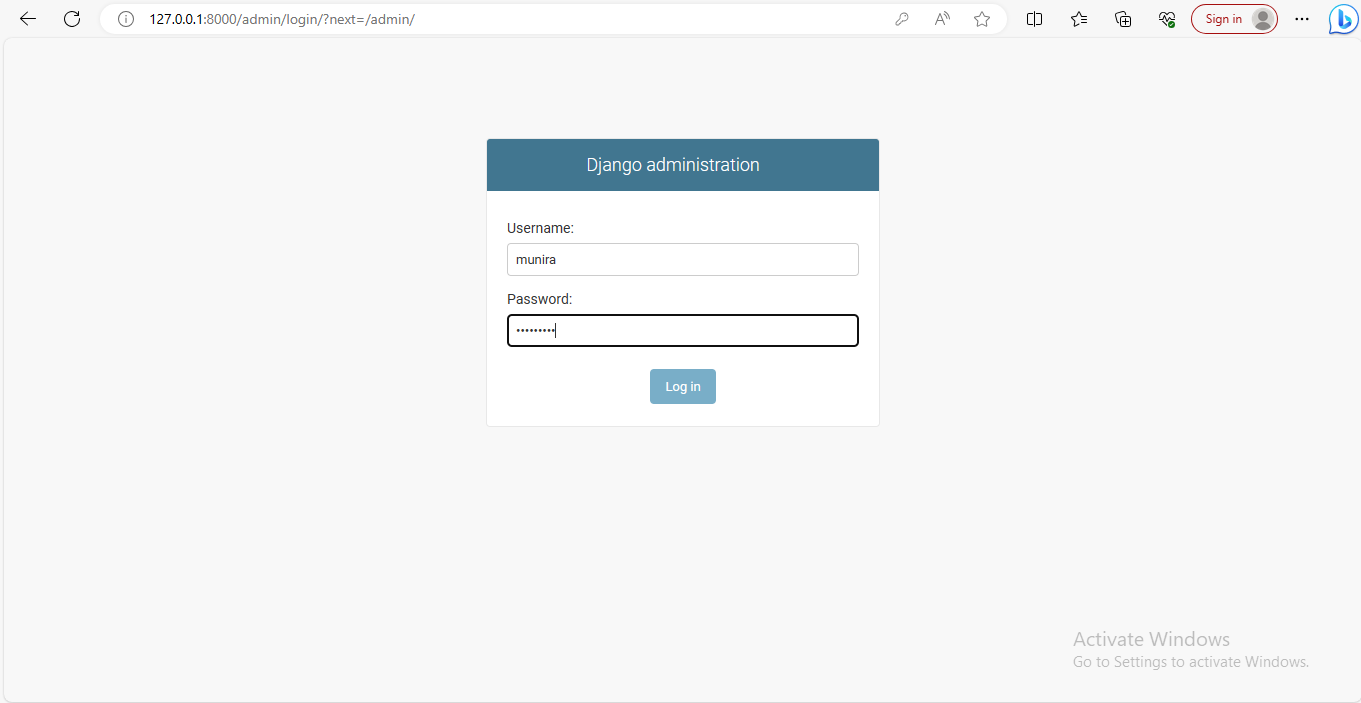 127.0.0.1:8000/admin/login/?next=/admin/
Sign in
Django administration
Username:
munira
Password:
•••••••••
Log in
Activate Windows
Go to Settings to activate Windows.